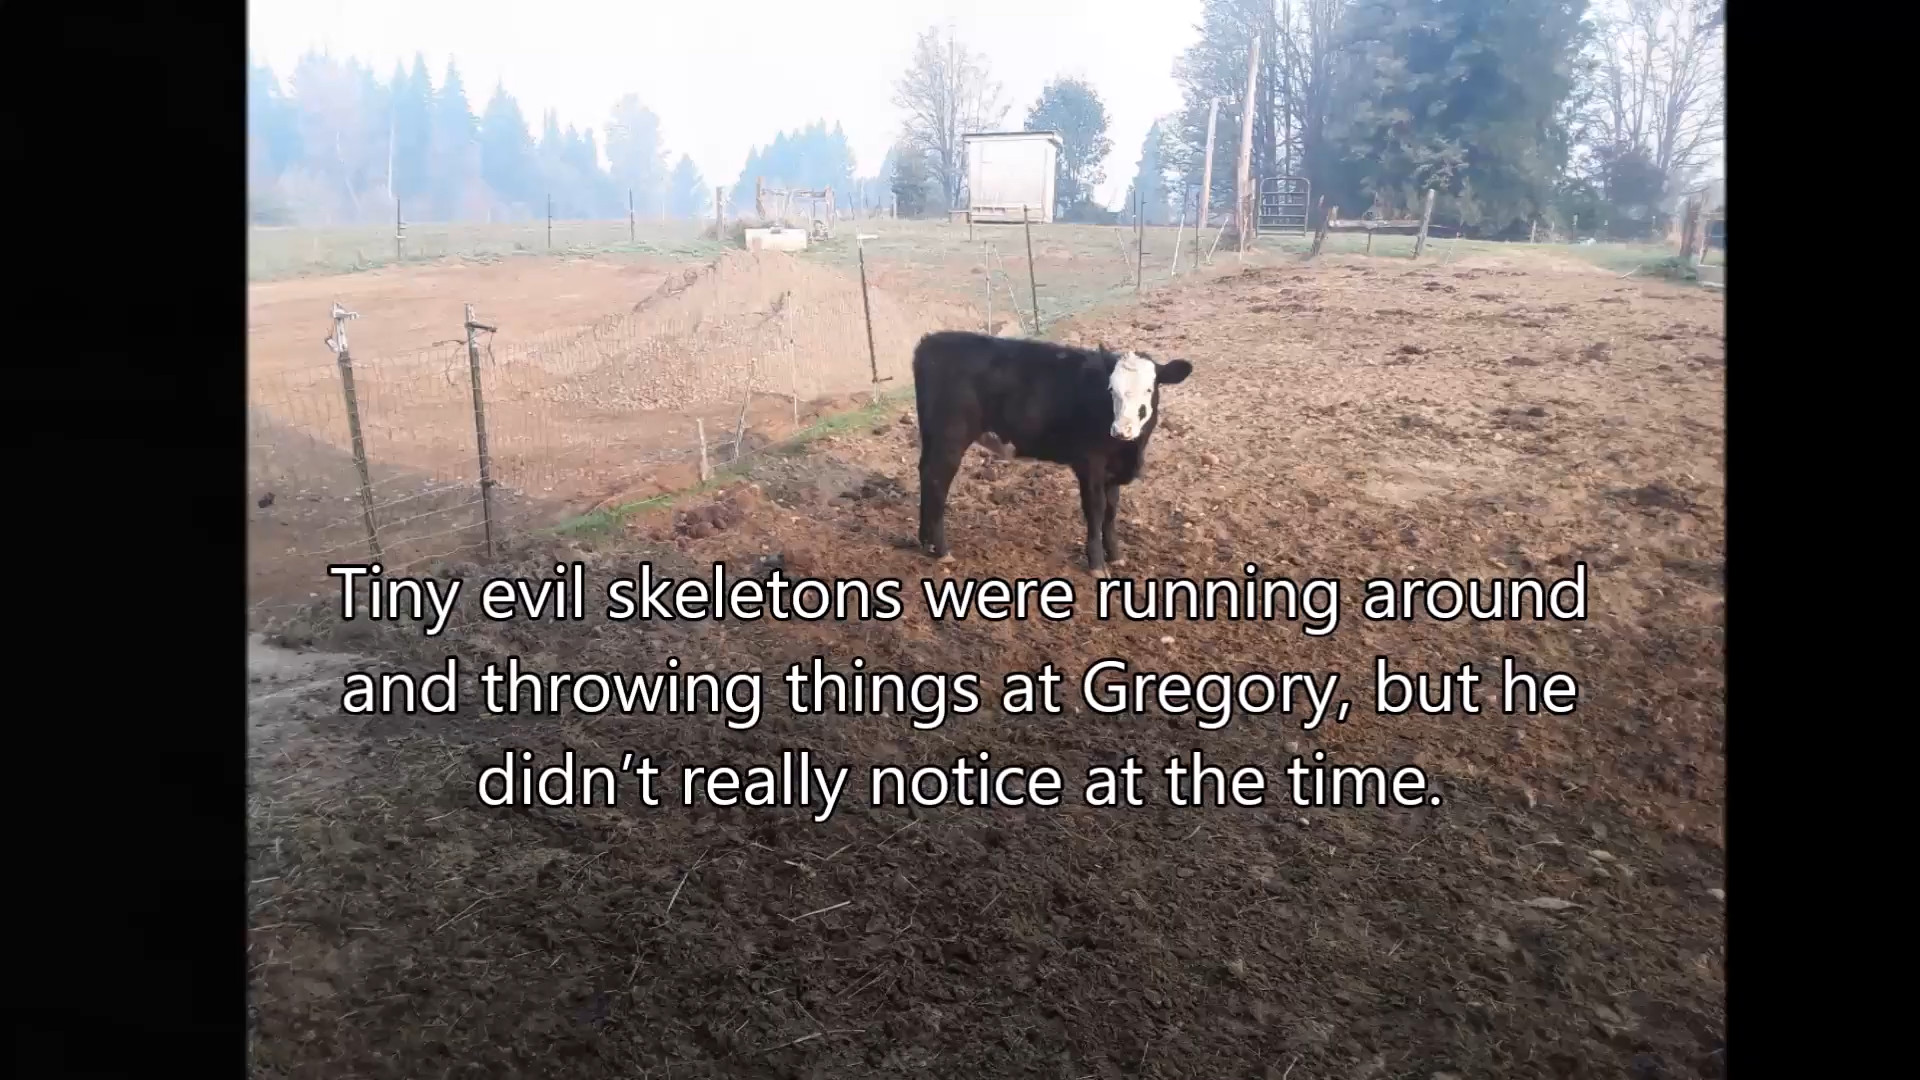 Tiny evil skeletons were running around
and throwing things at Gregory, but he
didn’t really notice at the time.